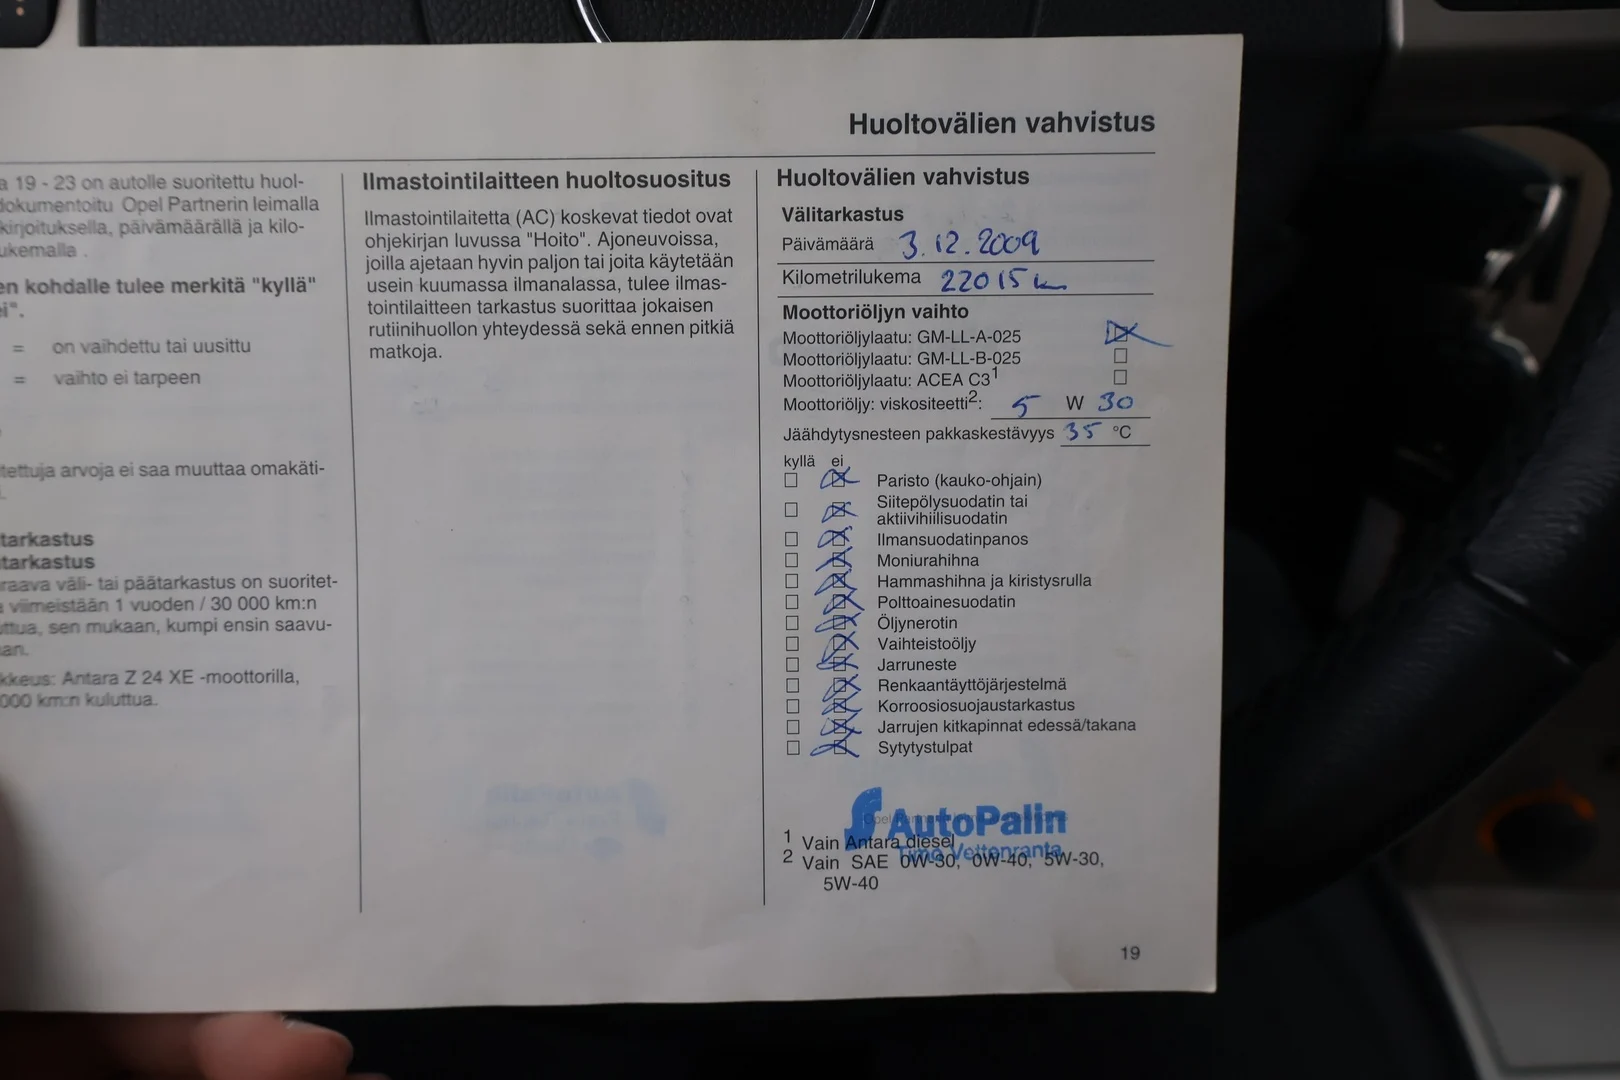 Huoltovälien vahvistus
19 - 23 on autolle suoritettu huol-
dokumentoitu Opel Partnerin leimalla
kirjoituksella, päivämäärällä ja kilo-
ukemalla .
en kohdalle tulee merkitä "kyllä"
ei".
= on vaihdettu tai uusittu
= vaihto ei tarpeen
tettuja arvoja ei saa muuttaa omakäti-
tarkastus
tarkastus
raava väli- tai päätarkastus on suoritet-
viimeistään 1 vuoden / 30 000 km:n
uttua, sen mukaan, kumpi ensin saavu-
aan.
kkeus: Antara Z 24 XE -moottorilla,
000 km:n kuluttua.
Ilmastointilaitteen huoltosuositus
Ilmastointilaitetta (AC) koskevat tiedot ovat
ohjekirjan luvussa "Hoito". Ajoneuvoissa,
joilla ajetaan hyvin paljon tai joita käytetään
usein kuumassa ilmanalassa, tulee ilmas-
tointilaitteen tarkastus suorittaa jokaisen
rutiinihuollon yhteydessä sekä ennen pitkiä
matkoja.
Huoltovälien vahvistus
Välitarkastus
Päivämäärä 3.12.2009
Kilometrilukema 22015 km
Moottoriöljyn vaihto
Moottoriöljylaatu: GM-LL-A-025
Moottoriöljylaatu: GM-LL-B-025
Moottoriöljylaatu: ACEA C3¹
Moottoriöljy: viskositeetti²: 5 W 30
Jäähdytysnesteen pakkaskestävyys 35 °C
kyllä ei
Paristo (kauko-ohjain)
Siitepölysuodatin tai
aktiivihiilisuodatin
Ilmansuodatinpanos
Moniurahihna
Hammashihna ja kiristysrulla
Polttoainesuodatin
Öljynerotin
Vaihteistoöljy
Jarruneste
Renkaantäyttöjärjestelmä
Korroosiosuojaustarkastus
Jarrujen kitkapinnat edessä/takana
Sytytystulpat
AutoPalin
Timo Vettenranta
¹ Vain Antara diesel
² Vain SAE 0W-30, 0W-40, 5W-30,
5W-40
19